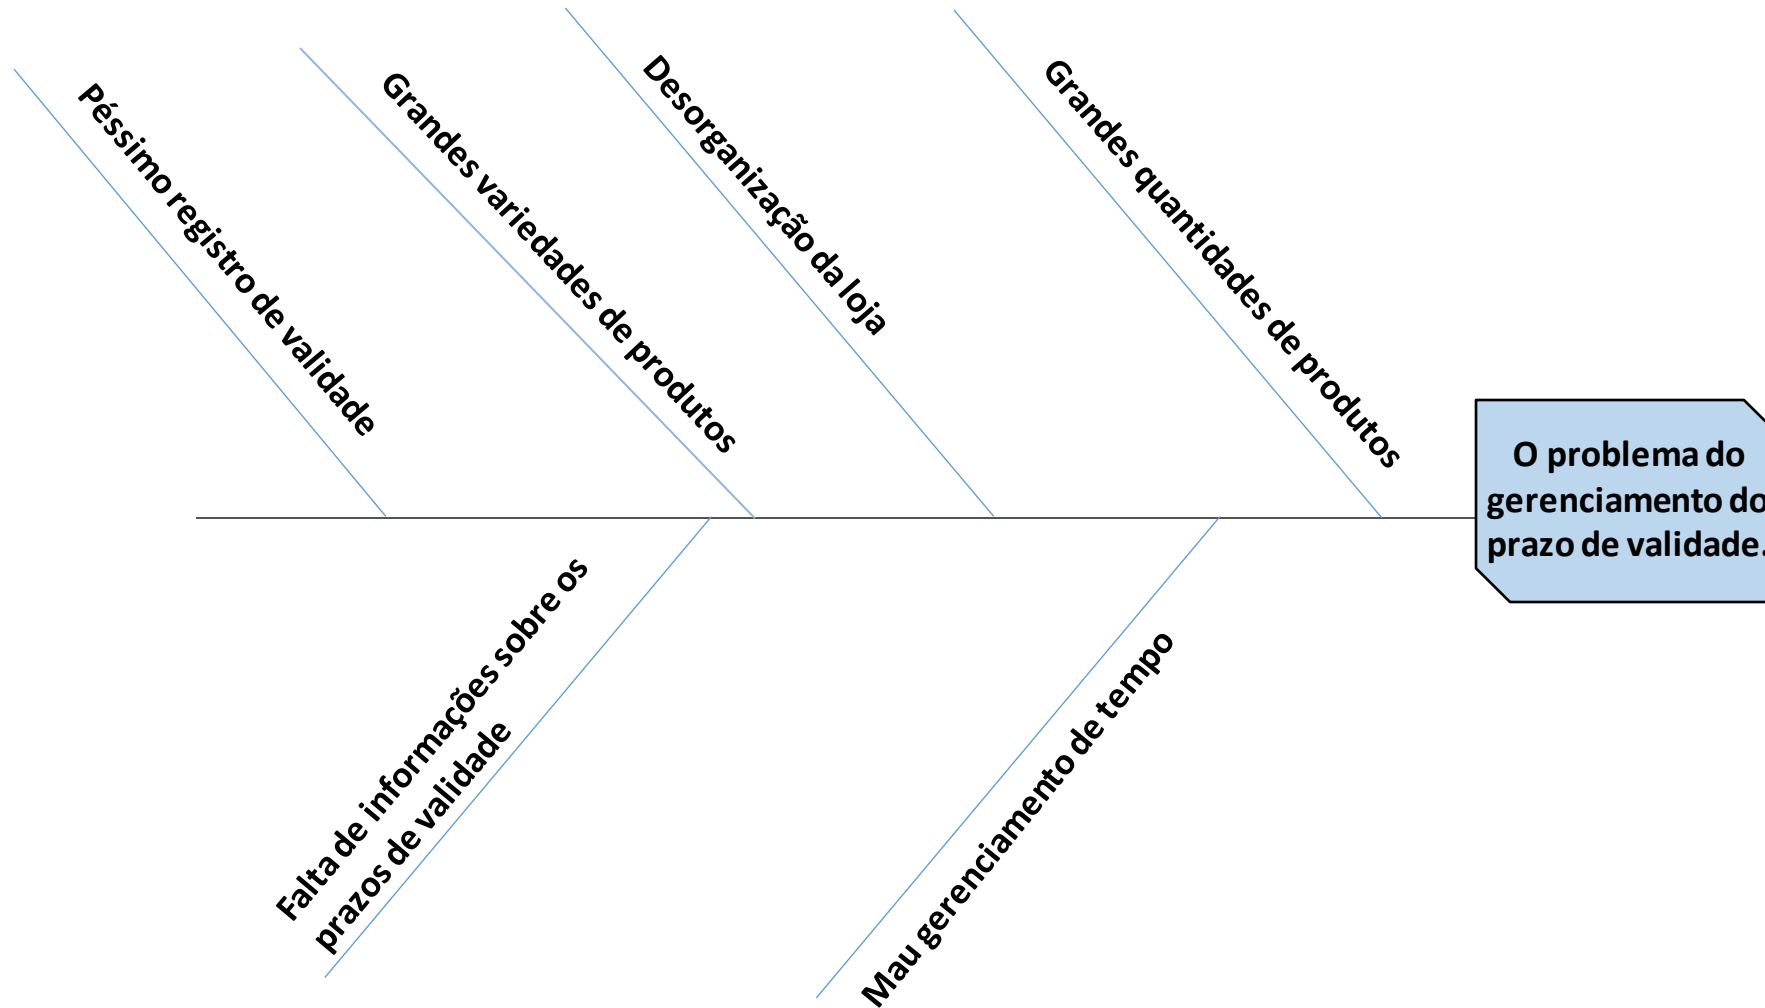 Péssimo registro de validade
Grandes variedades de produtos
Desorganização da loja
Grandes quantidades de produtos
O problema do
gerenciamento do
prazo de validade.
Falta de informações sobre os
prazos de validade
Mau gerenciamento de tempo